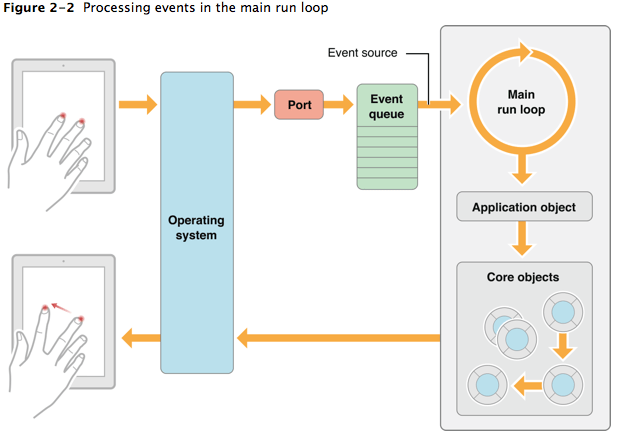 Figure 2-2 Processing events in the main run loop
Event source
Operating
system
Port
Event
queue
Main
run loop
Application object
Core objects